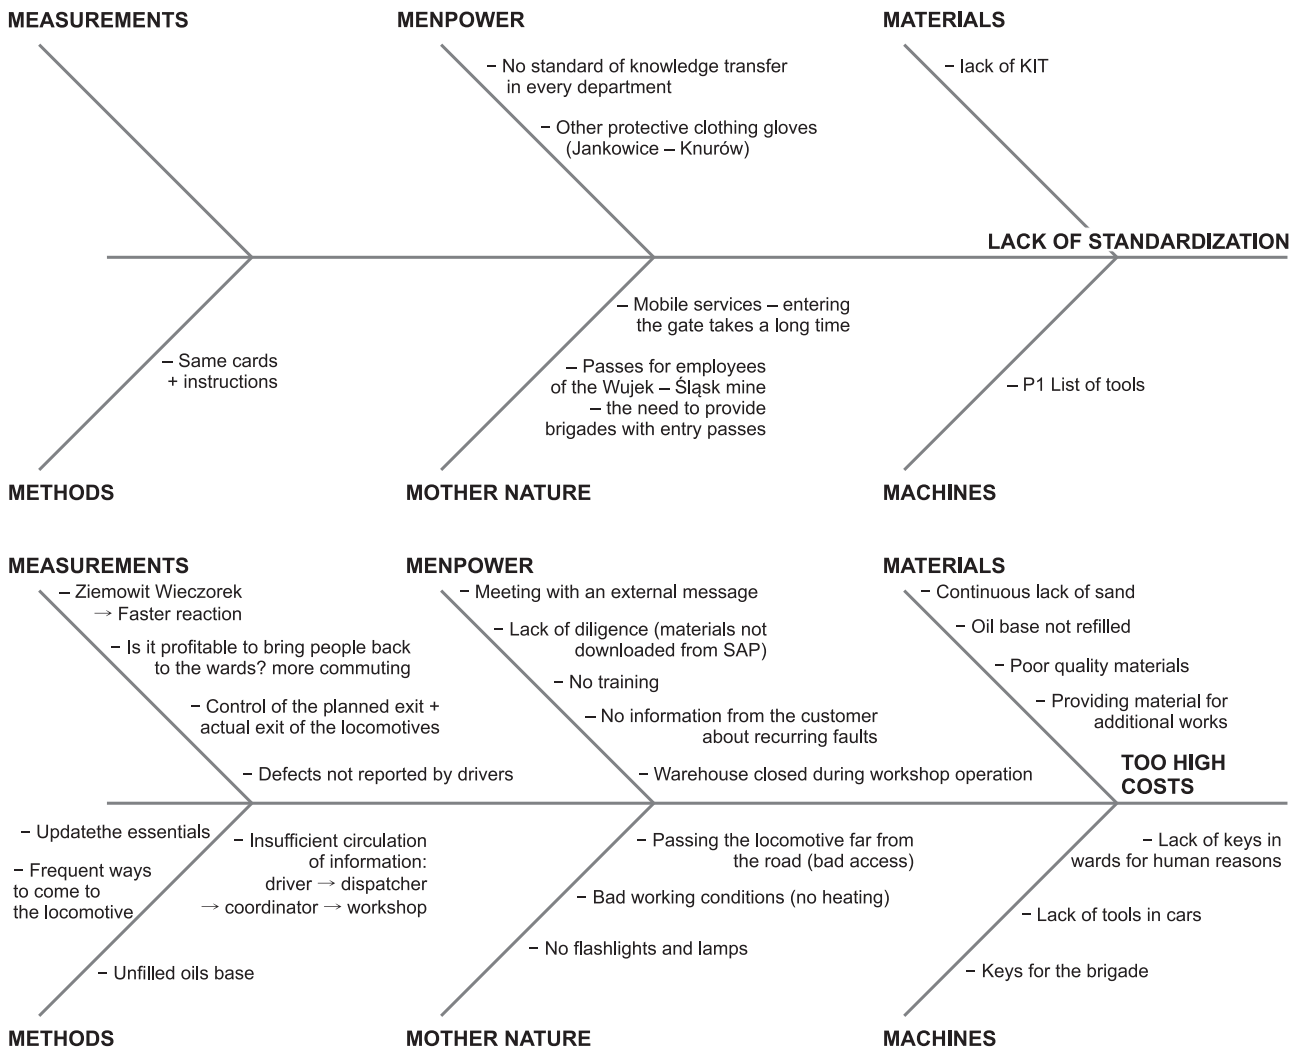 MEASUREMENTS
MENPOWER
MATERIALS
– No standard of knowledge transfer
in every department
– Other protective clothing gloves
(Jankowice – Knurów)
– lack of KIT
LACK OF STANDARDIZATION
– Same cards
+ instructions
– Mobile services – entering
the gate takes a long time
– Passes for employees
of the Wujek – Śląsk mine
– the need to provide
brigades with entry passes
– P1 List of tools
METHODS
MOTHER NATURE
MACHINES
MEASUREMENTS
MENPOWER
MATERIALS
– Ziemowit Wieczorek
→ Faster reaction
– Is it profitable to bring people back
to the wards? more commuting
– Control of the planned exit +
actual exit of the locomotives
– Defects not reported by drivers
– Meeting with an external message
– Lack of diligence (materials not
downloaded from SAP)
– No training
– No information from the customer
about recurring faults
– Warehouse closed during workshop operation
– Continuous lack of sand
– Oil base not refilled
– Poor quality materials
– Providing material for
additional works
TOO HIGH
COSTS
– Updatethe essentials
– Frequent ways
to come to
the locomotive
– Insufficient circulation
of information:
driver → dispatcher
→ coordinator → workshop
– Unfilled oils base
– Passing the locomotive far from
the road (bad access)
– Bad working conditions (no heating)
– No flashlights and lamps
– Lack of keys in
wards for human reasons
– Lack of tools in cars
– Keys for the brigade
METHODS
MOTHER NATURE
MACHINES